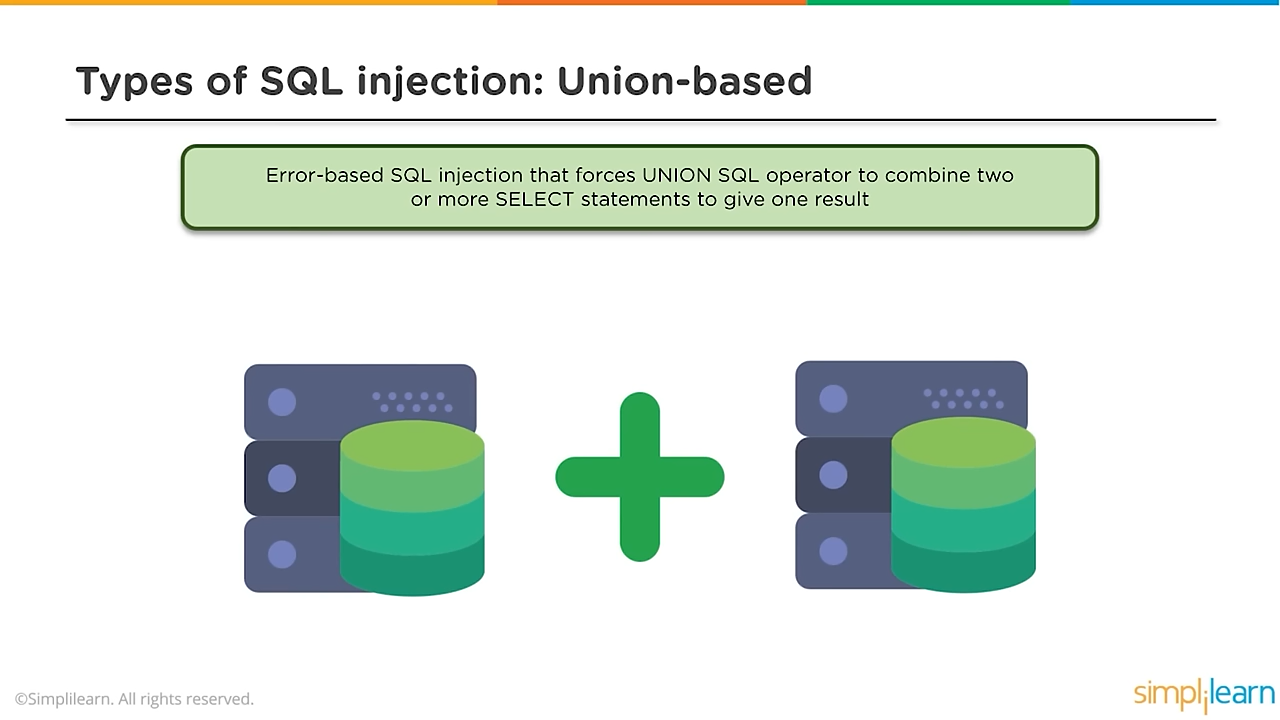 Types of SQL injection: Union-based
Error-based SQL injection that forces UNION SQL operator to combine two
or more SELECT statements to give one result
©Simplilearn. All rights reserved.
simplilearn